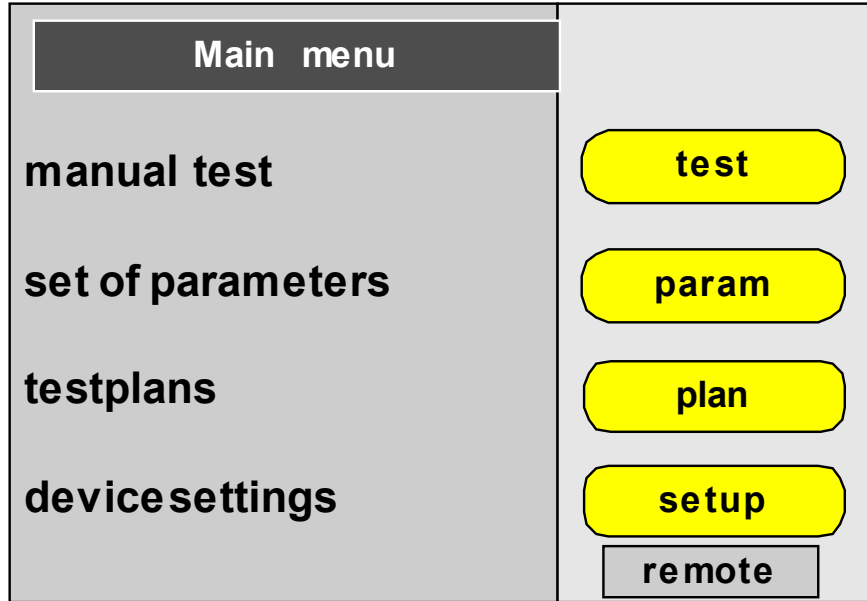 Main menu
manual test
test
set of parameters
param
testplans
plan
devicesettings
setup
remote